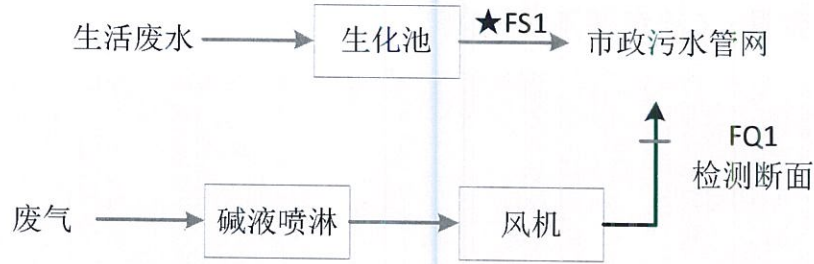 生活废水
生化池
★FS1
市政污水管网
FQ1
检测断面
废气
碱液喷淋
风机